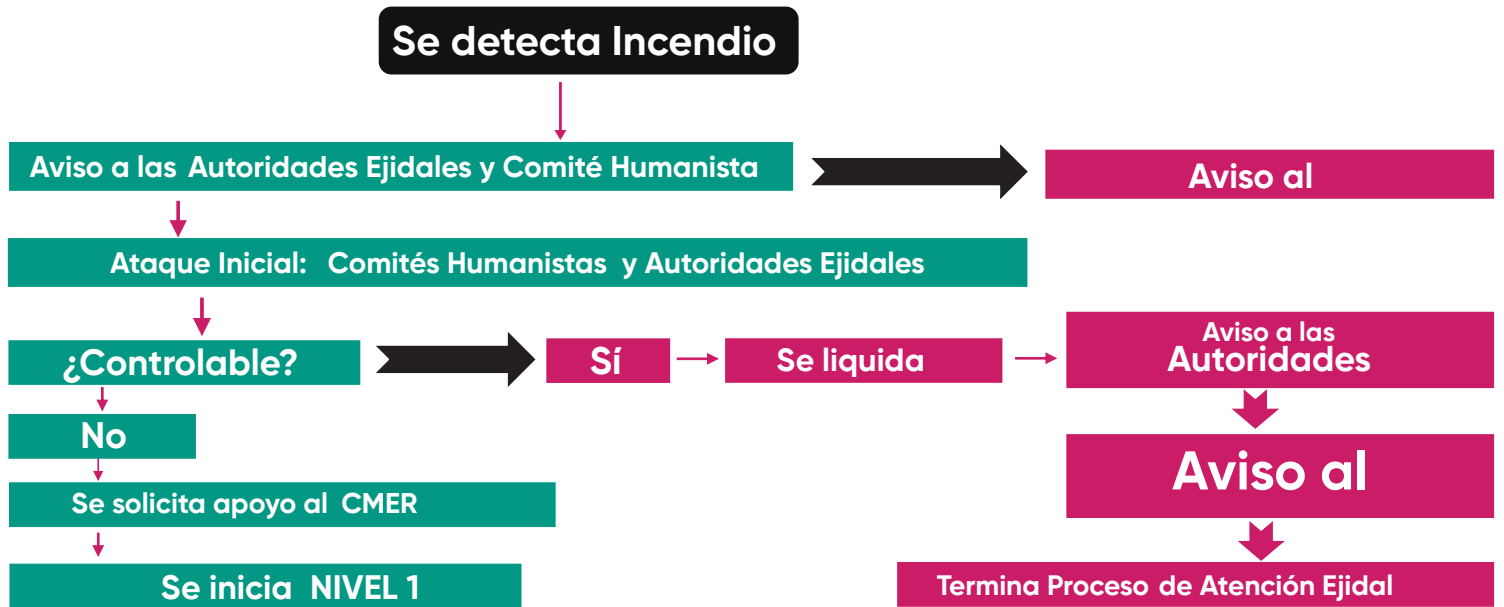 Se detecta Incendio
Aviso a las Autoridades Ejidales y Comité Humanista
Aviso al
Ataque Inicial: Comités Humanistas y Autoridades Ejidales
¿Controlable?
Sí
Se liquida
Aviso a las
Autoridades
No
Aviso al
Se solicita apoyo al CMER
Se inicia NIVEL 1
Termina Proceso de Atención Ejidal